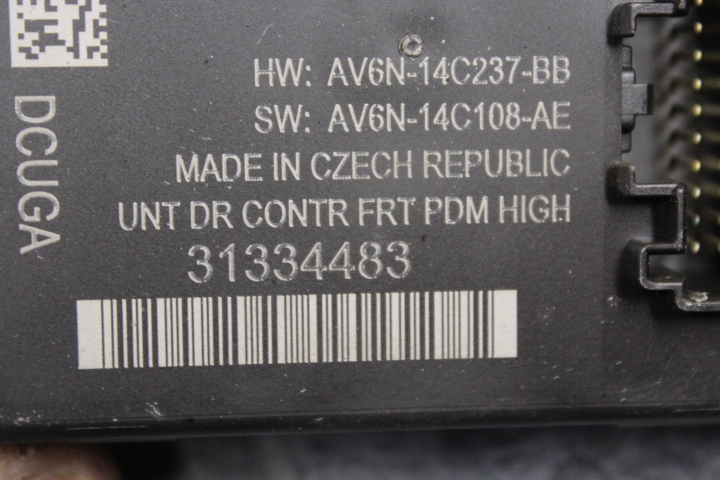 HW: AV6N-14C237-BB
SW: AV6N-14C108-AE
MADE IN CZECH REPUBLIC
UNT DR CONTR FRT PDM HIGH
31334483
DCUGA